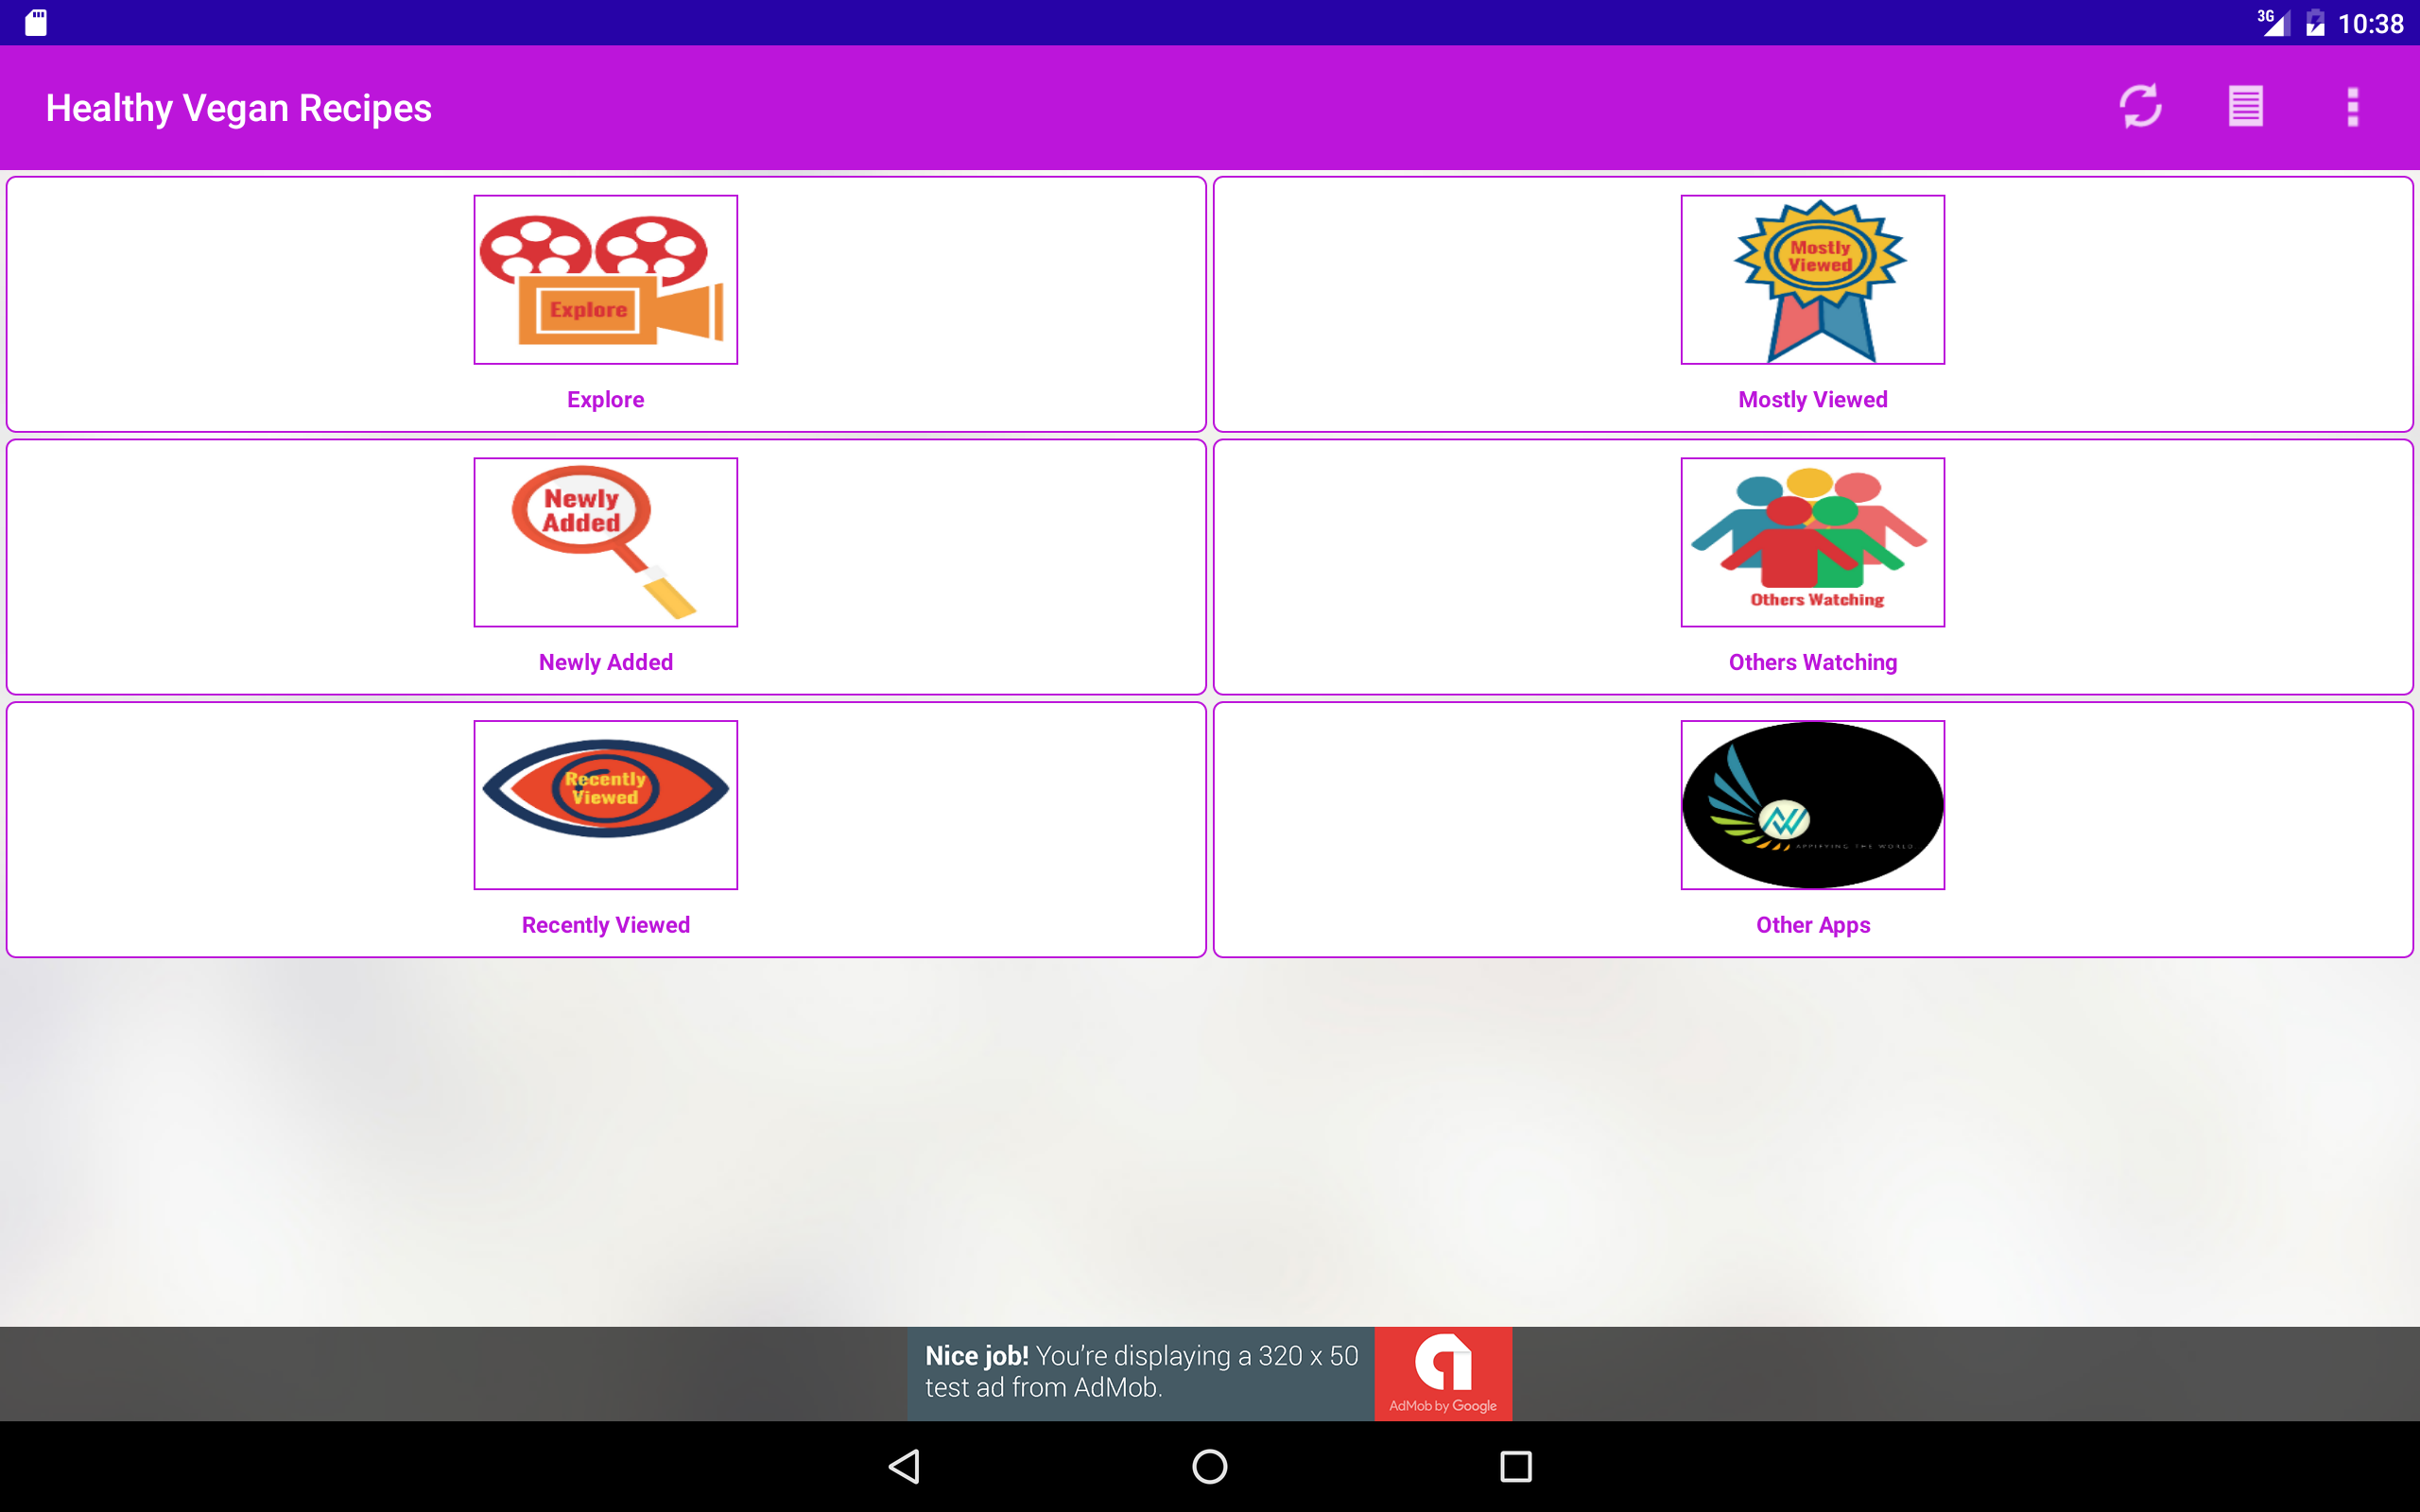 3G 10:38
Healthy Vegan Recipes
Explore
Explore
Mostly
Viewed
Mostly Viewed
Newly
Added
Newly Added
Others Watching
Others Watching
Recently
Viewed
Recently Viewed
APPIFYING THE WORLD
Other Apps
Nice job! You're displaying a 320 x 50
test ad from AdMob.
AdMob by Google